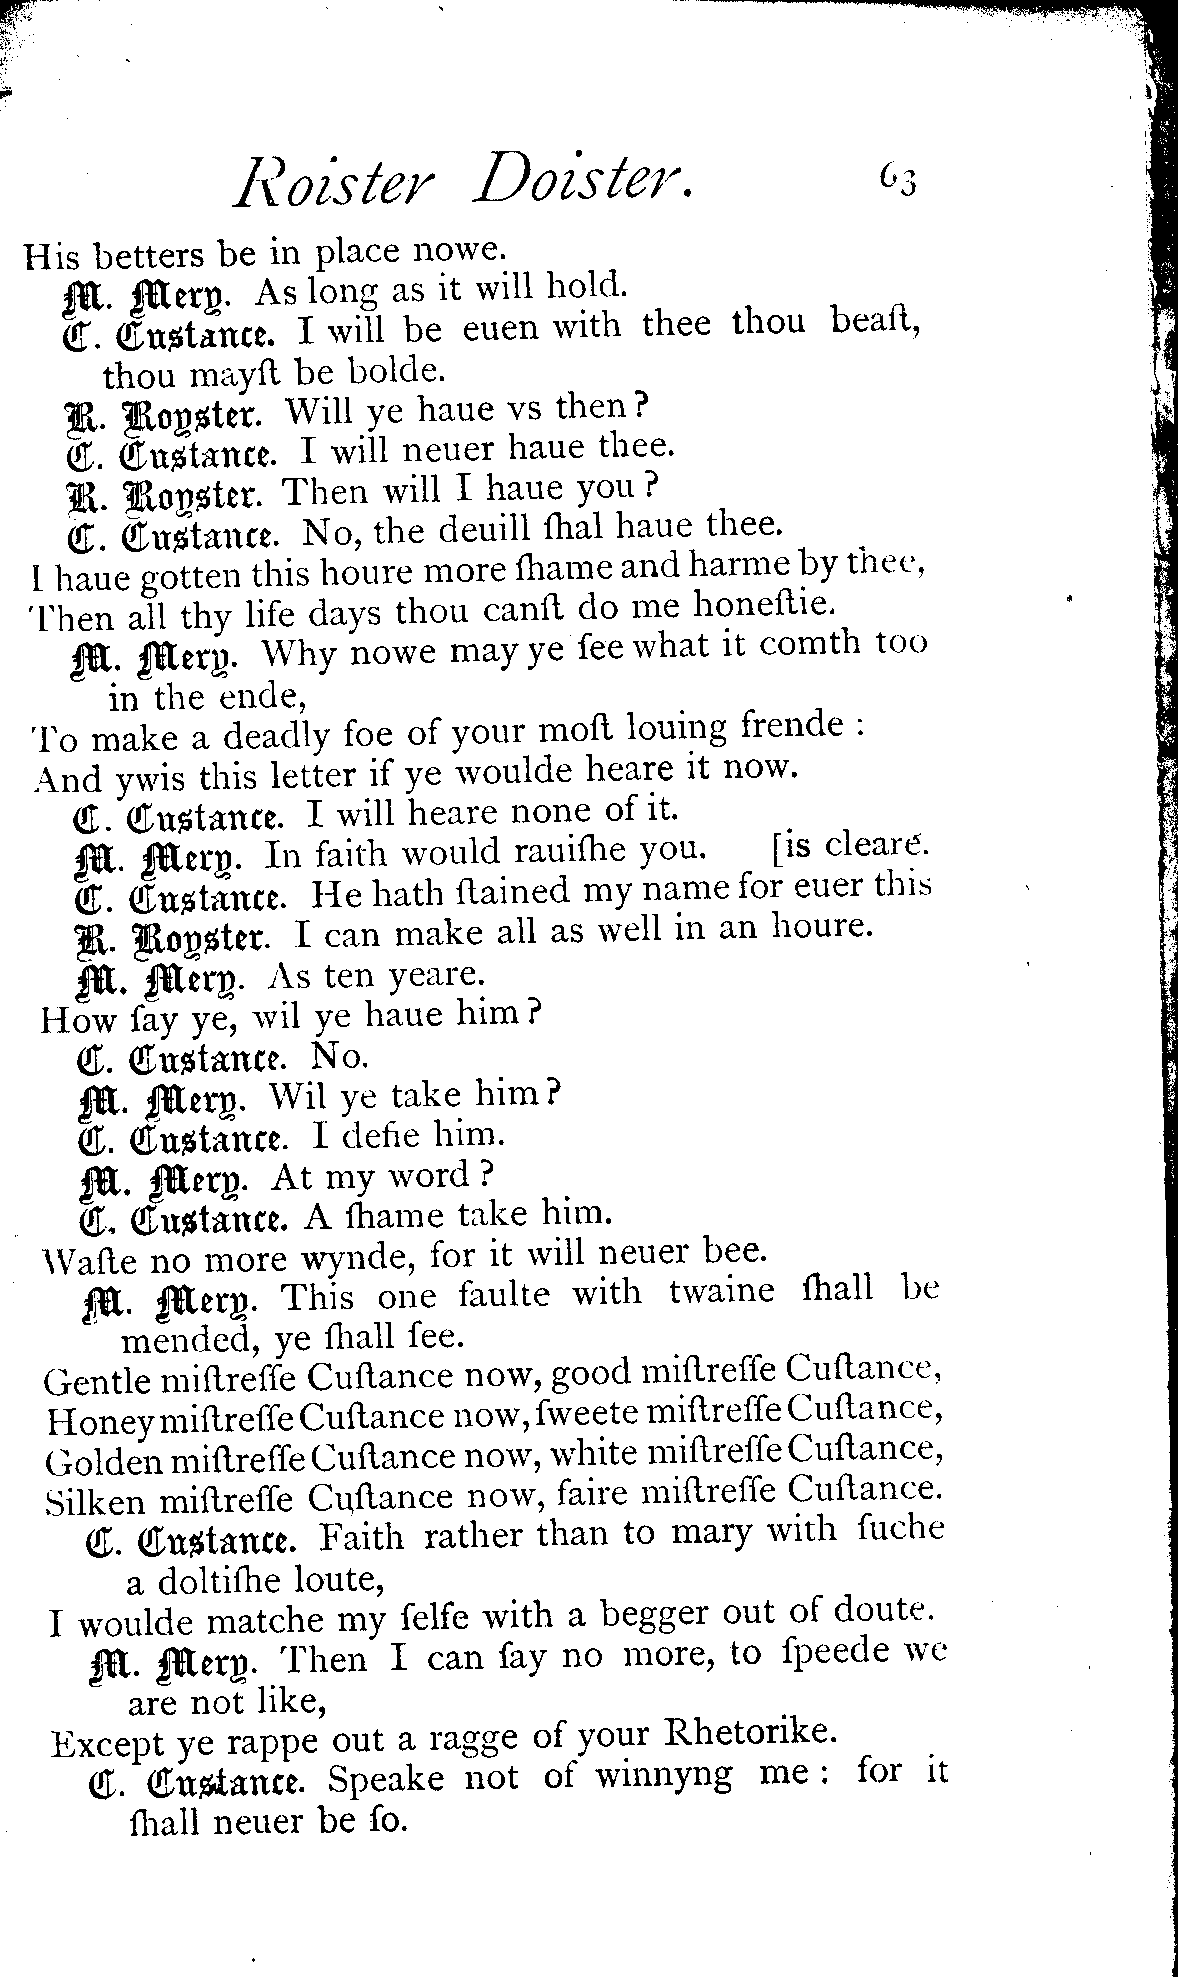 Roister Doister. 63
His betters be in place nowe.
M. Mery. As long as it will hold.
C. Custance. I will be euen with thee thou beaſt,
thou mayſt be bolde.
R. Royster. Will ye haue vs then?
C. Custance. I will neuer haue thee.
R. Royster. Then will I haue you?
C. Custance. No, the deuill ſhal haue thee.
I haue gotten this houre more ſhame and harme by thee,
Then all thy life days thou canſt do me honeſtie.
M. Mery. Why nowe may ye ſee what it comth too
in the ende,
To make a deadly foe of your moſt louing frende :
And ywis this letter if ye woulde heare it now.
C. Custance. I will heare none of it.
M. Mery. In faith would rauiſhe you. [is cleare.
C. Custance. He hath ſtained my name for euer this
R. Royster. I can make all as well in an houre.
M. Mery. As ten yeare.
How ſay ye, wil ye haue him?
C. Custance. No.
M. Mery. Wil ye take him?
C. Custance. I defie him.
M. Mery. At my word?
C. Custance. A ſhame take him.
Waſte no more wynde, for it will neuer bee.
M. Mery. This one faulte with twaine ſhall be
mended, ye ſhall ſee.
Gentle miſtreſſe Cuſtance now, good miſtreſſe Cuſtance,
Honey miſtreſſe Cuſtance now, ſweete miſtreſſe Cuſtance,
Golden miſtreſſe Cuſtance now, white miſtreſſe Cuſtance,
Silken miſtreſſe Cuſtance now, faire miſtreſſe Cuſtance.
C. Custance. Faith rather than to mary with ſuche
a doltiſhe loute,
I woulde matche my ſelfe with a begger out of doute.
M. Mery. Then I can ſay no more, to ſpeede we
are not like,
Except ye rappe out a ragge of your Rhetorike.
C. Custance. Speake not of winnyng me : for it
ſhall neuer be ſo.